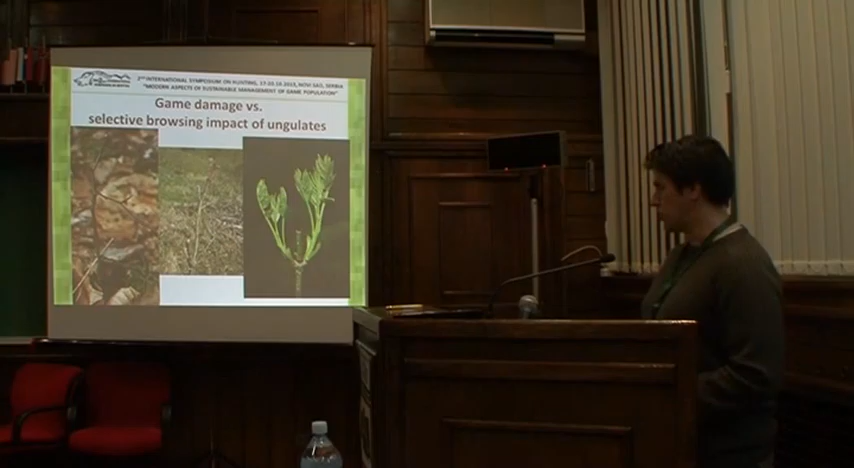 2ND INTERNATIONAL SYMPOSIUM ON HUNTING, 17-20.10.2013, NOVI SAD, SERBIA
"MODERN ASPECTS OF SUSTAINABLE MANAGEMENT OF GAME POPULATION"
Game damage vs.
selective browsing impact of ungulates